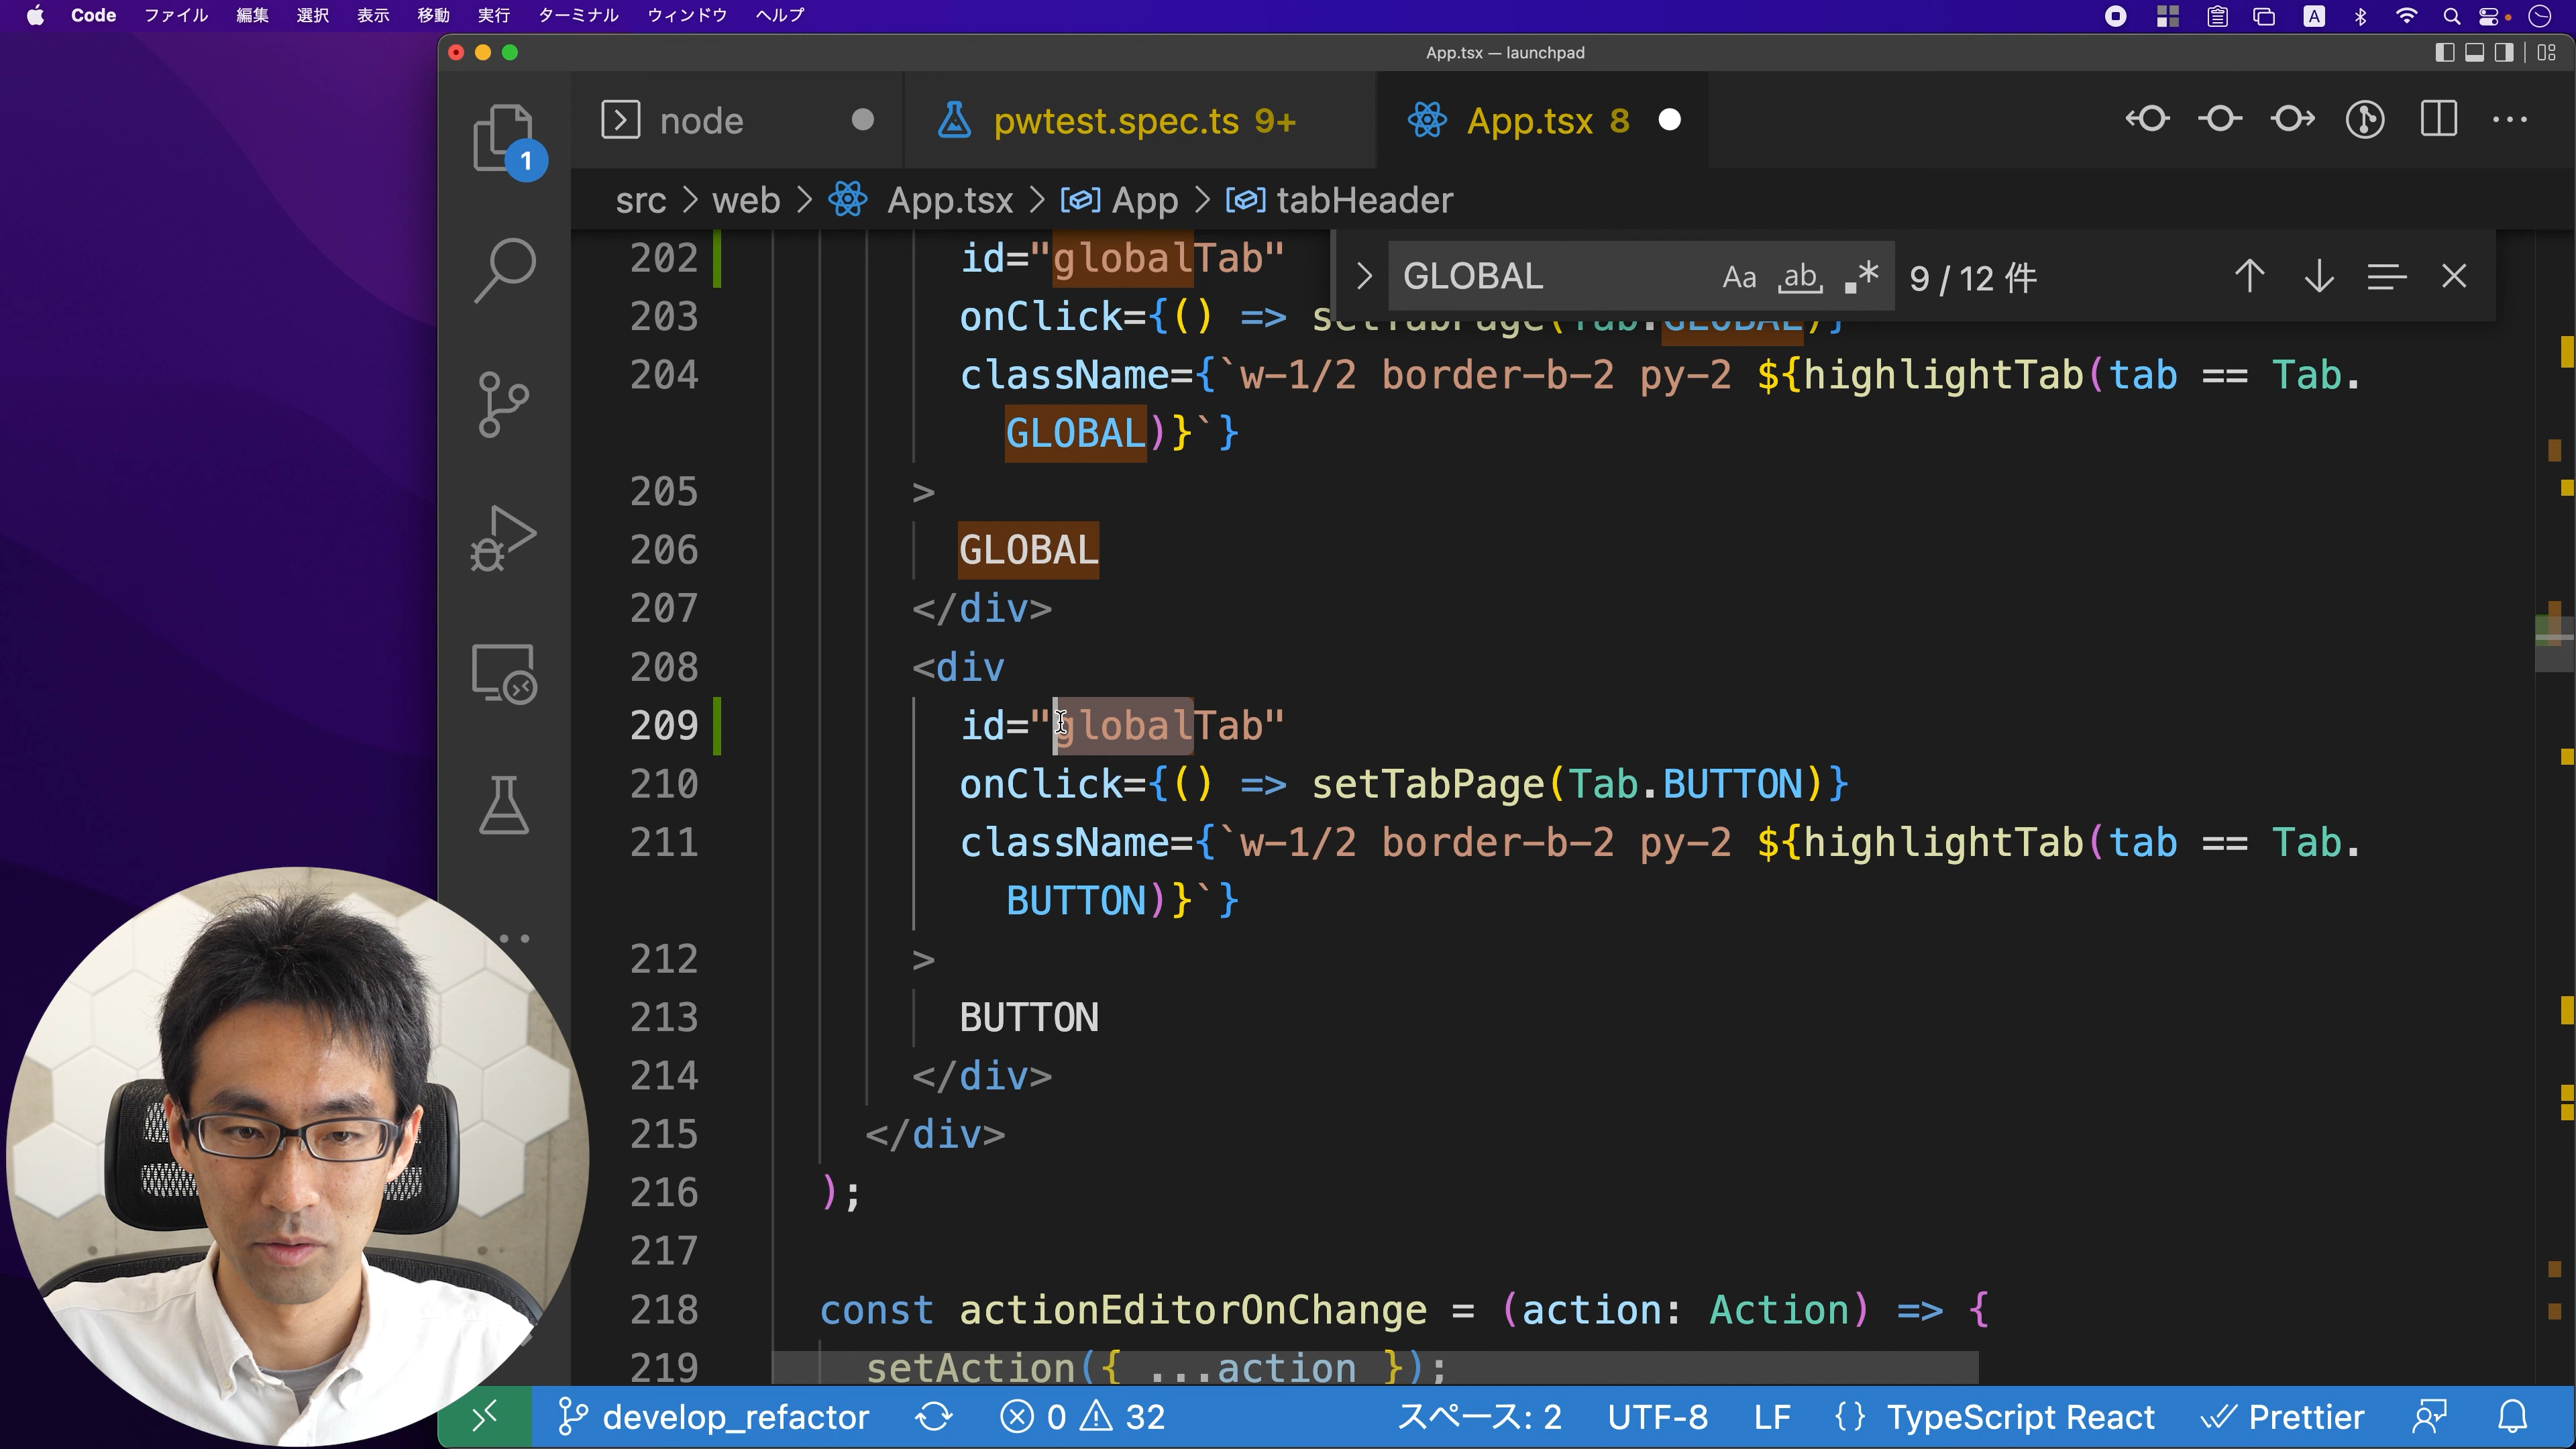 Code ファイル 編集 選択 表示 移動 実行 ターミナル ウィンドウ ヘルプ A
App.tsx — launchpad
node pwtest.spec.ts 9+ App.tsx 8
1
src > web > App.tsx > App > tabHeader
GLOBAL Aa ab 9 / 12 件
202 id="globalTab"
203 onClick={() => setTabPage(Tab.GLOBAL)}
204 className={`w-1/2 border-b-2 py-2 ${highlightTab(tab == Tab.
GLOBAL)}`}
205 >
206 GLOBAL
207 </div>
208 <div
209 id="globalTab"
210 onClick={() => setTabPage(Tab.BUTTON)}
211 className={`w-1/2 border-b-2 py-2 ${highlightTab(tab == Tab.
BUTTON)}`}
212 >
213 BUTTON
214 </div>
215 </div>
216 );
217
218 const actionEditorOnChange = (action: Action) => {
219 setAction({ ...action });
develop_refactor 0 32 スペース: 2 UTF-8 LF {} TypeScript React Prettier